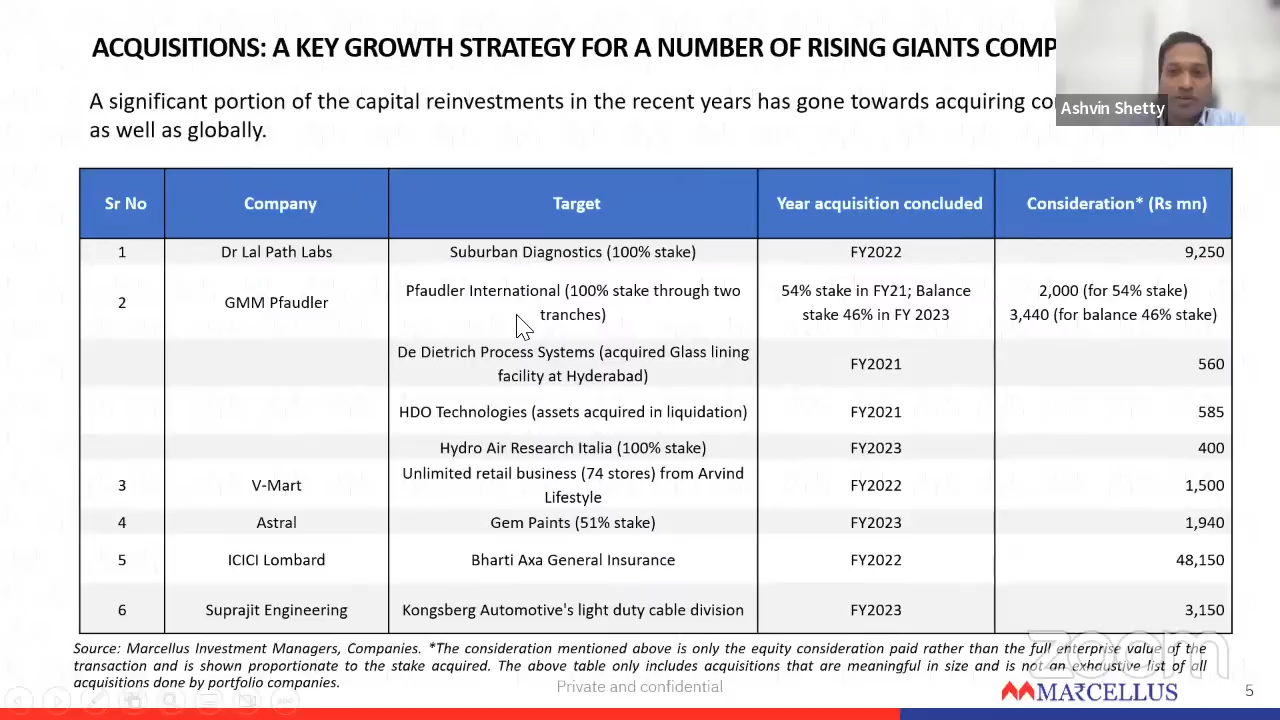 ACQUISITIONS: A KEY GROWTH STRATEGY FOR A NUMBER OF RISING GIANTS COMP
A significant portion of the capital reinvestments in the recent years has gone towards acquiring co
as well as globally.
Ashvin Shetty
Sr No Company Target Year acquisition concluded Consideration* (Rs mn)
1 Dr Lal Path Labs Suburban Diagnostics (100% stake) FY2022 9,250
2 GMM Pfaudler Pfaudler International (100% stake through two tranches) 54% stake in FY21; Balance stake 46% in FY 2023 2,000 (for 54% stake) 3,440 (for balance 46% stake)
De Dietrich Process Systems (acquired Glass lining facility at Hyderabad) FY2021 560
HDO Technologies (assets acquired in liquidation) FY2021 585
Hydro Air Research Italia (100% stake) FY2023 400
3 V-Mart Unlimited retail business (74 stores) from Arvind Lifestyle FY2022 1,500
4 Astral Gem Paints (51% stake) FY2023 1,940
5 ICICI Lombard Bharti Axa General Insurance FY2022 48,150
6 Suprajit Engineering Kongsberg Automotive's light duty cable division FY2023 3,150
Source: Marcellus Investment Managers, Companies. *The consideration mentioned above is only the equity consideration paid rather than the full enterprise value of the
transaction and is shown proportionate to the stake acquired. The above table only includes acquisitions that are meaningful in size and is not an exhaustive list of all
acquisitions done by portfolio companies.
zoom
Private and confidential
MARCELLUS
5